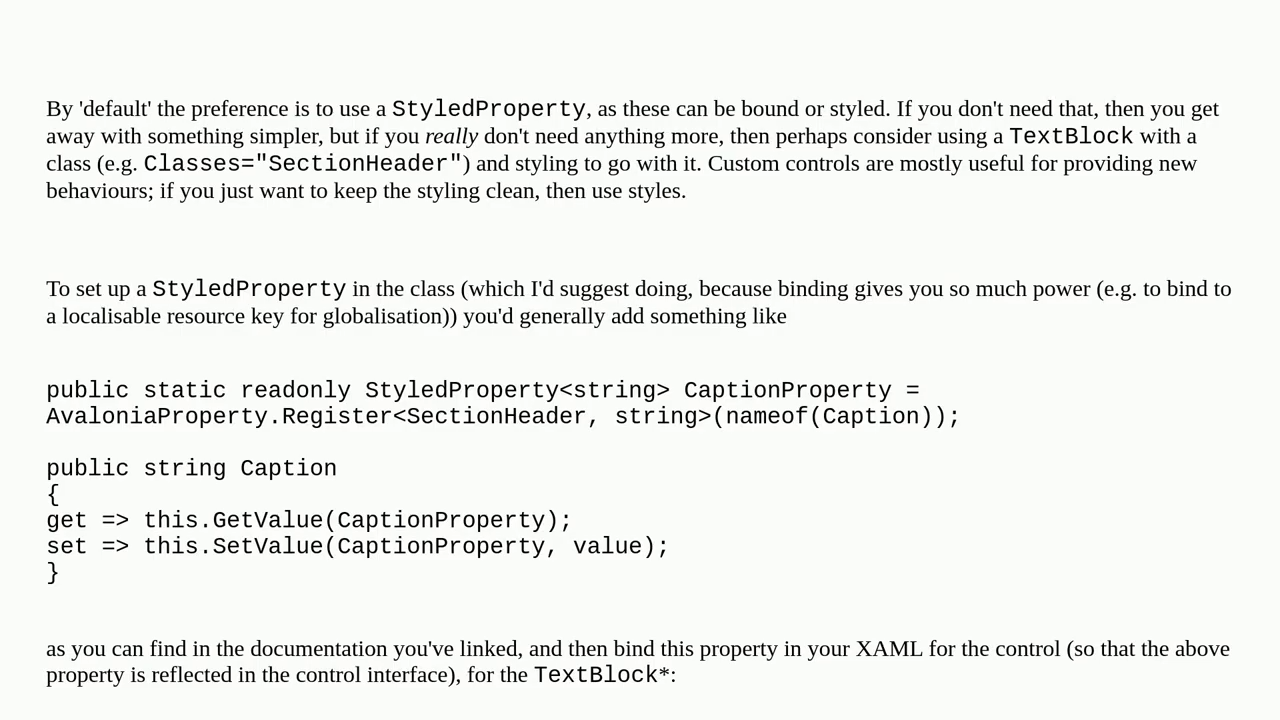 By 'default' the preference is to use a StyledProperty, as these can be bound or styled. If you don't need that, then you get
away with something simpler, but if you really don't need anything more, then perhaps consider using a TextBlock with a
class (e.g. Classes="SectionHeader") and styling to go with it. Custom controls are mostly useful for providing new
behaviours; if you just want to keep the styling clean, then use styles.
To set up a StyledProperty in the class (which I'd suggest doing, because binding gives you so much power (e.g. to bind to
a localisable resource key for globalisation)) you'd generally add something like
public static readonly StyledProperty<string> CaptionProperty =
AvaloniaProperty.Register<SectionHeader, string>(nameof(Caption));
public string Caption
{
get => this.GetValue(CaptionProperty);
set => this.SetValue(CaptionProperty, value);
}
as you can find in the documentation you've linked, and then bind this property in your XAML for the control (so that the above
property is reflected in the control interface), for the TextBlock*: